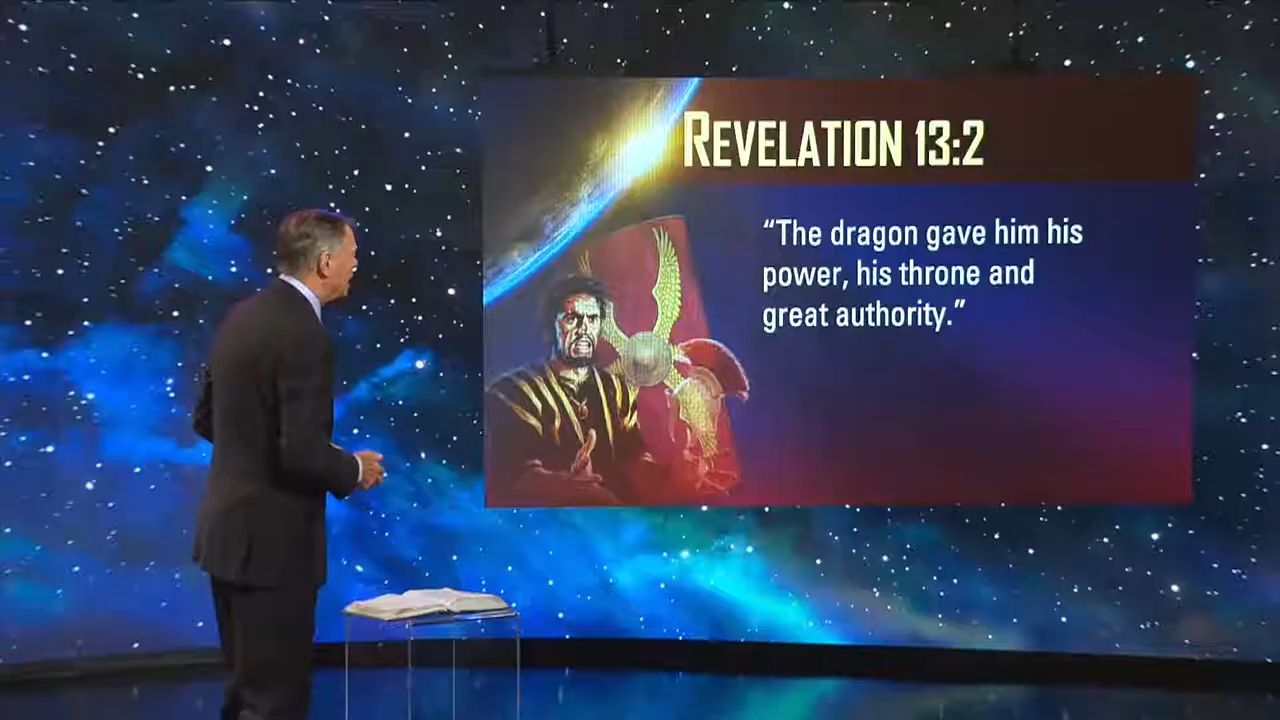 REVELATION 13:2
“The dragon gave him his
power, his throne and
great authority.”